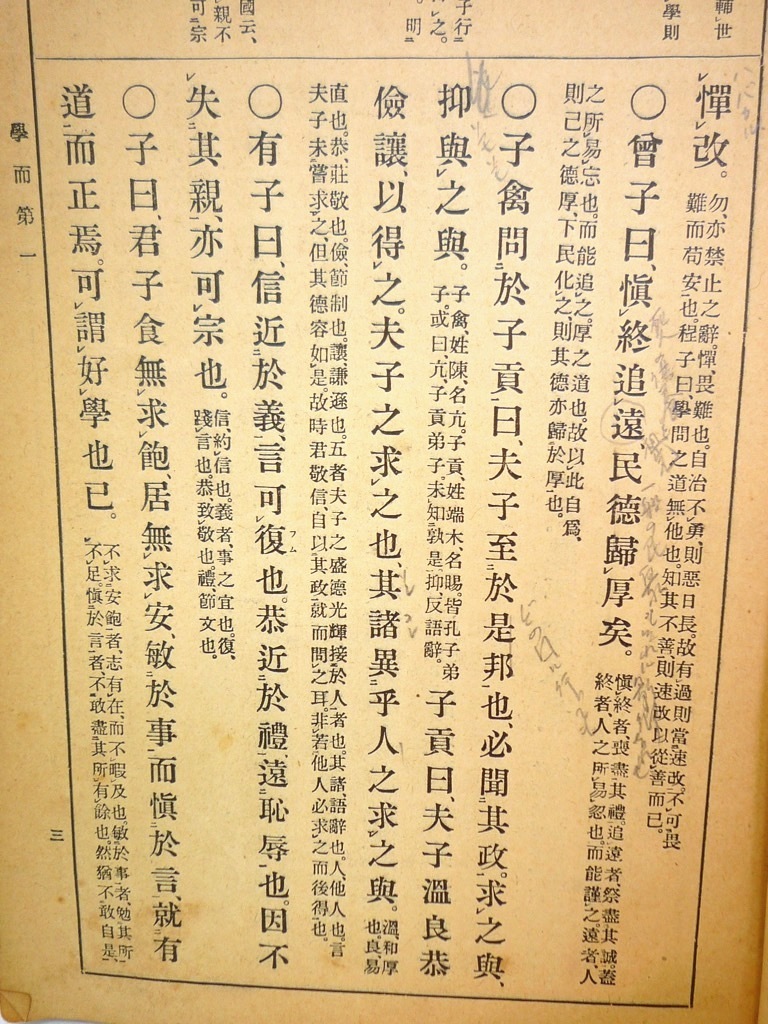 輔世
學則
子行
之。
明
國云、
親不
可宗
憚改。
勿、亦禁止之辭。憚、畏難也。自治不勇、則惡日長。故有過則當速改。不可畏
難而苟安也。程子曰、學問之道無他也。知其不善、則速改以從善而已。
○曾子曰、愼終追遠、民德歸厚矣。
愼終者、喪盡其禮。追遠者、祭盡其誠。蓋
終者、人之所易忽也。而能謹之。遠者、人
之所易忘也。而能追之。厚之道也。故以此自爲、
則己之德厚、下民化之、則其德亦歸於厚也。
○子禽問於子貢曰、夫子至於是邦也、必聞其政。求之與、
抑與之與。
子禽、姓陳、名亢。子貢、姓端木、名賜。皆孔子弟
子。或曰、亢、子貢弟子。未知孰是。抑、反語辭。
子貢曰、夫子溫良恭
儉讓、以得之。夫子之求之也、其諸異乎人之求之與。
溫、和厚
也。良、易
直也。恭、莊敬也。儉、節制也。讓、謙遜也。五者夫子之盛德光輝接於人者也。其諸、語辭也。人、他人也。言
夫子未嘗求之、但其德容如是。故時君敬信、自以其政就而問之耳。非若他人必求之而後得也。
○有子曰、信近於義、言可復也。恭近於禮、遠恥辱也。因不
フム
失其親、亦可宗也。
信、約信也。義者事之宜也。復、
踐言也。恭、致敬也。禮、節文也。
○子曰、君子食無求飽、居無求安、敏於事而愼於言、就有
道而正焉。可謂好學也已。
不求安飽者、志有在、而不暇及也。敏於事者、勉其所
不足。愼於言者、不敢盡其所有餘也。然猶不敢自是、
學而第一
三